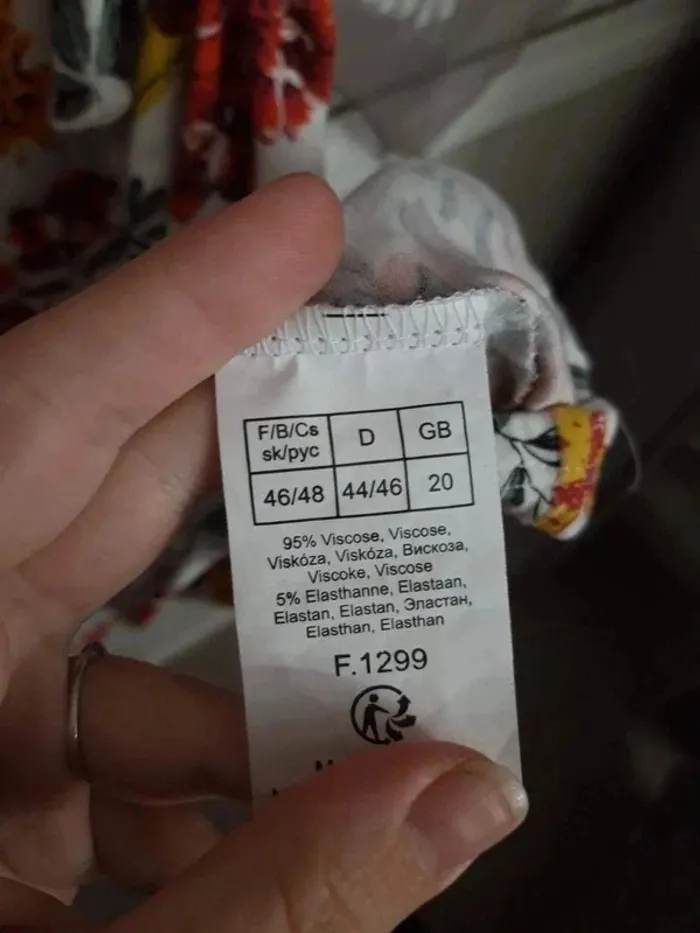 F/B/Cs D GB
sk/рус
46/48 44/46 20
95% Viscose, Viscose,
Viskóza, Viskóza, Вискоза,
Viscoke, Viscose
5% Elasthanne, Elastaan,
Elastan, Elastan, Эластан,
Elasthan, Elasthan
F.1299